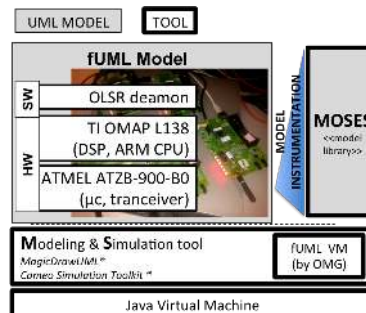 UML MODEL
TOOL
fUML Model
SW
OLSR deamon
HW
TI OMAP L138
(DSP, ARM CPU)
ATMEL ATZB-900-B0
(μc, tranceiver)
MODEL
INSTRUMENTATION
MOSES
<<model
library>>
Modeling & Simulation tool
MagicDrawUML™
Cameo Simulation Toolkit ™
fUML VM
(by OMG)
Java Virtual Machine